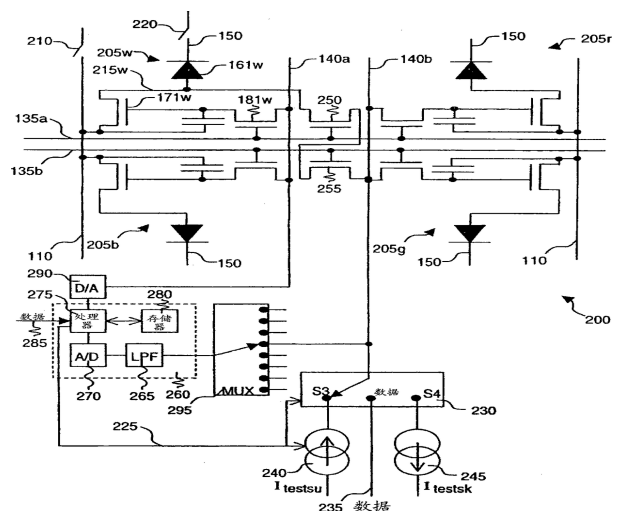 220
210
150
205w
161w
140a
140b
150
205r
215w
171w
181w
250
135a
135b
255
205b
205g
110
150
150
110
290
D/A
275
280
200
数据
处理器
存储器
285
A/D
LPF
MUX
270
265
260
295
S3
数据
S4
230
225
240
245
I testsu
I testsk
235
数据